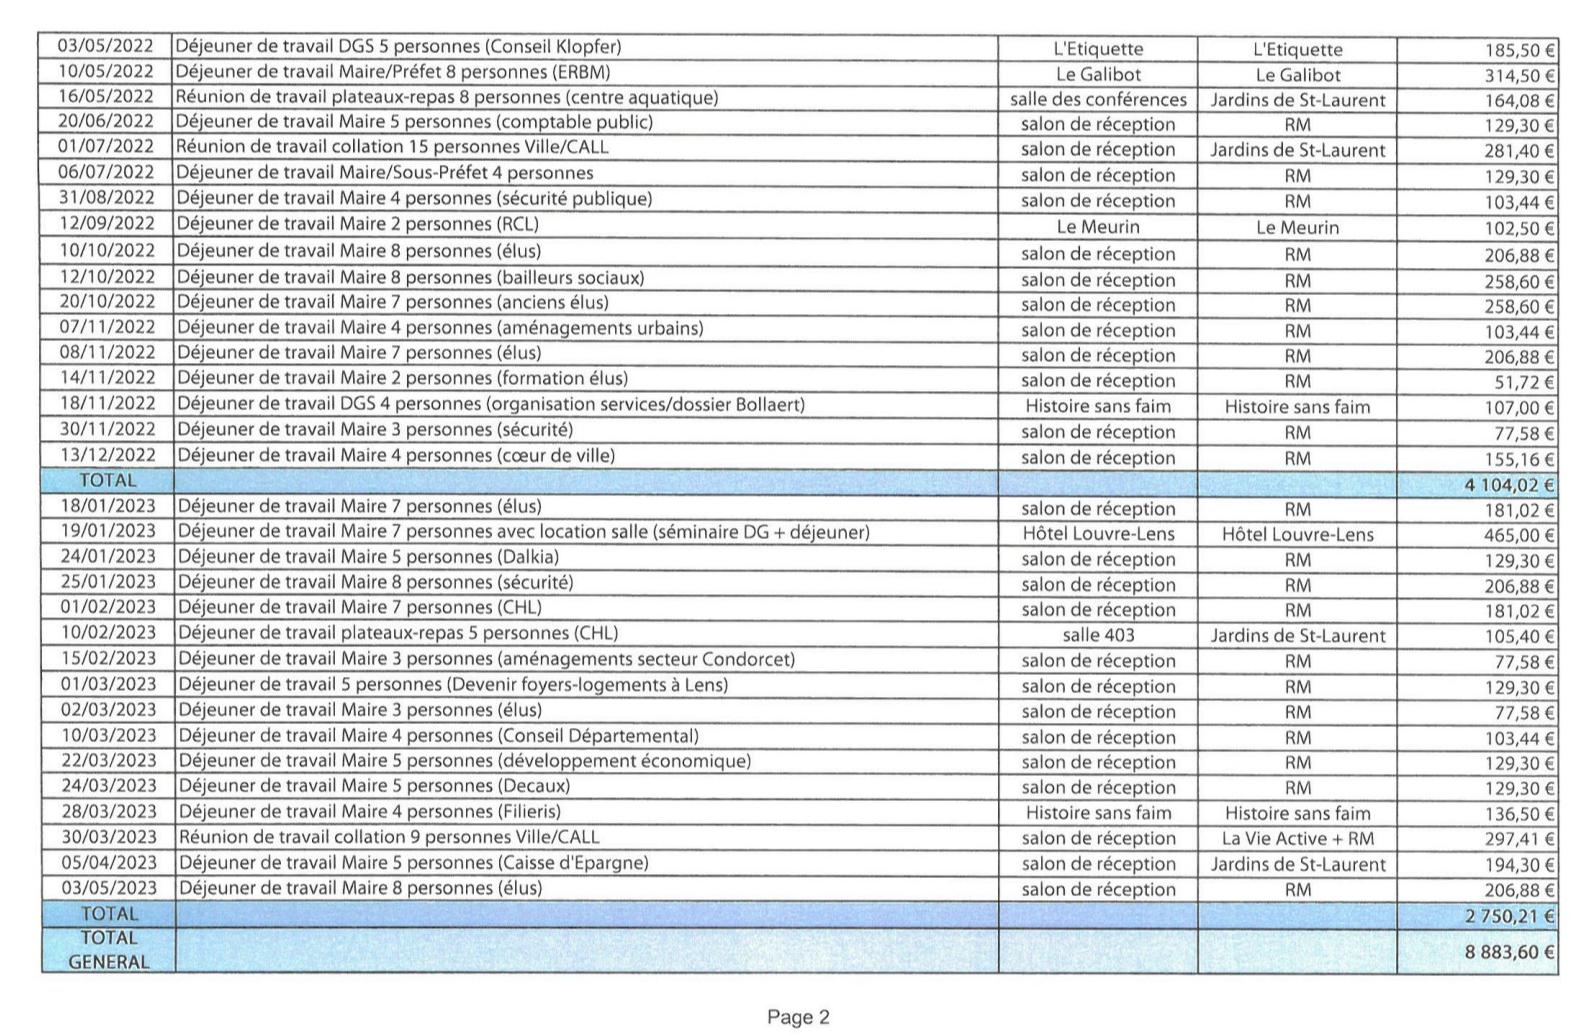 03/05/2022 Déjeuner de travail DGS 5 personnes (Conseil Klopfer) L'Etiquette L'Etiquette 185,50 €
10/05/2022 Déjeuner de travail Maire/Préfet 8 personnes (ERBM) Le Galibot Le Galibot 314,50 €
16/05/2022 Réunion de travail plateaux-repas 8 personnes (centre aquatique) salle des conférences Jardins de St-Laurent 164,08 €
20/06/2022 Déjeuner de travail Maire 5 personnes (comptable public) salon de réception RM 129,30 €
01/07/2022 Réunion de travail collation 15 personnes Ville/CALL salon de réception Jardins de St-Laurent 281,40 €
06/07/2022 Déjeuner de travail Maire/Sous-Préfet 4 personnes salon de réception RM 129,30 €
31/08/2022 Déjeuner de travail Maire 4 personnes (sécurité publique) salon de réception RM 103,44 €
12/09/2022 Déjeuner de travail Maire 2 personnes (RCL) Le Meurin Le Meurin 102,50 €
10/10/2022 Déjeuner de travail Maire 8 personnes (élus) salon de réception RM 206,88 €
12/10/2022 Déjeuner de travail Maire 8 personnes (bailleurs sociaux) salon de réception RM 258,60 €
20/10/2022 Déjeuner de travail Maire 7 personnes (anciens élus) salon de réception RM 258,60 €
07/11/2022 Déjeuner de travail Maire 4 personnes (aménagements urbains) salon de réception RM 103,44 €
08/11/2022 Déjeuner de travail Maire 7 personnes (élus) salon de réception RM 206,88 €
14/11/2022 Déjeuner de travail Maire 2 personnes (formation élus) salon de réception RM 51,72 €
18/11/2022 Déjeuner de travail DGS 4 personnes (organisation services/dossier Bollaert) Histoire sans faim Histoire sans faim 107,00 €
30/11/2022 Déjeuner de travail Maire 3 personnes (sécurité) salon de réception RM 77,58 €
13/12/2022 Déjeuner de travail Maire 4 personnes (cœur de ville) salon de réception RM 155,16 €
TOTAL 4 104,02 €
18/01/2023 Déjeuner de travail Maire 7 personnes (élus) salon de réception RM 181,02 €
19/01/2023 Déjeuner de travail Maire 7 personnes avec location salle (séminaire DG + déjeuner) Hôtel Louvre-Lens Hôtel Louvre-Lens 465,00 €
24/01/2023 Déjeuner de travail Maire 5 personnes (Dalkia) salon de réception RM 129,30 €
25/01/2023 Déjeuner de travail Maire 8 personnes (sécurité) salon de réception RM 206,88 €
01/02/2023 Déjeuner de travail Maire 7 personnes (CHL) salon de réception RM 181,02 €
10/02/2023 Déjeuner de travail plateaux-repas 5 personnes (CHL) salle 403 Jardins de St-Laurent 105,40 €
15/02/2023 Déjeuner de travail Maire 3 personnes (aménagements secteur Condorcet) salon de réception RM 77,58 €
01/03/2023 Déjeuner de travail 5 personnes (Devenir foyers-logements à Lens) salon de réception RM 129,30 €
02/03/2023 Déjeuner de travail Maire 3 personnes (élus) salon de réception RM 77,58 €
10/03/2023 Déjeuner de travail Maire 4 personnes (Conseil Départemental) salon de réception RM 103,44 €
22/03/2023 Déjeuner de travail Maire 5 personnes (développement économique) salon de réception RM 129,30 €
24/03/2023 Déjeuner de travail Maire 5 personnes (Decaux) salon de réception RM 129,30 €
28/03/2023 Déjeuner de travail Maire 4 personnes (Filieris) Histoire sans faim Histoire sans faim 136,50 €
30/03/2023 Réunion de travail collation 9 personnes Ville/CALL salon de réception La Vie Active + RM 297,41 €
05/04/2023 Déjeuner de travail Maire 5 personnes (Caisse d'Epargne) salon de réception Jardins de St-Laurent 194,30 €
03/05/2023 Déjeuner de travail Maire 8 personnes (élus) salon de réception RM 206,88 €
TOTAL 2 750,21 €
TOTAL
GENERAL 8 883,60 €
Page 2